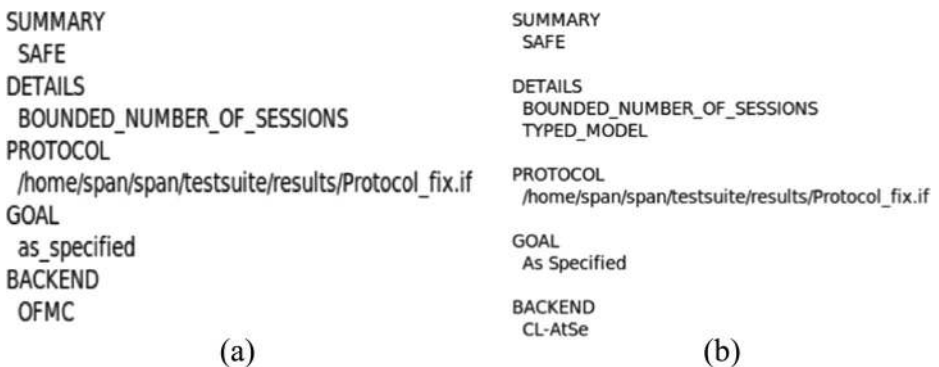 SUMMARY
SAFE
DETAILS
BOUNDED_NUMBER_OF_SESSIONS
PROTOCOL
/home/span/span/testsuite/results/Protocol_fix.if
GOAL
as_specified
BACKEND
OFMC
(a)
SUMMARY
SAFE
DETAILS
BOUNDED_NUMBER_OF_SESSIONS
TYPED_MODEL
PROTOCOL
/home/span/span/testsuite/results/Protocol_fix.if
GOAL
As Specified
BACKEND
CL-AtSe
(b)